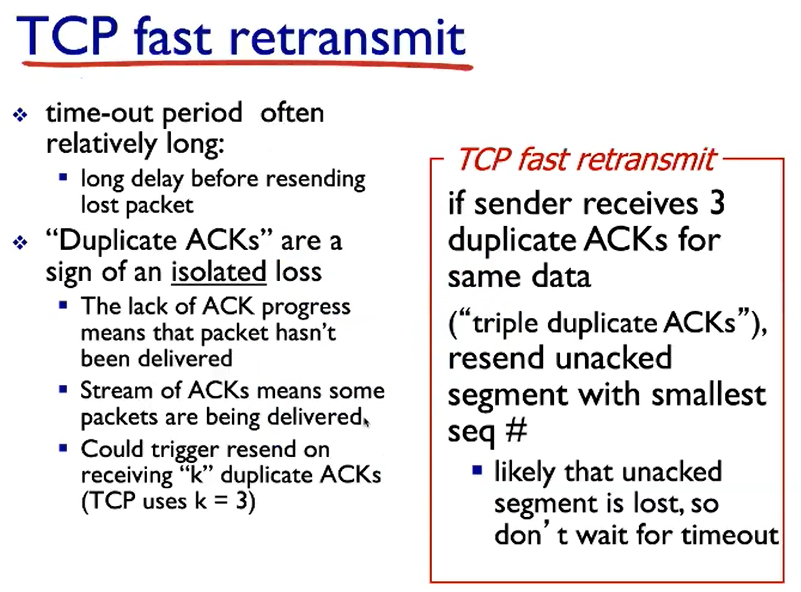 TCP fast retransmit
time-out period often
relatively long:
long delay before resending
lost packet
“Duplicate ACKs” are a
sign of an isolated loss
The lack of ACK progress
means that packet hasn’t
been delivered
Stream of ACKs means some
packets are being delivered
Could trigger resend on
receiving “k” duplicate ACKs
(TCP uses k = 3)
TCP fast retransmit
if sender receives 3
duplicate ACKs for
same data
(“triple duplicate ACKs”),
resend unacked
segment with smallest
seq #
likely that unacked
segment is lost, so
don’t wait for timeout